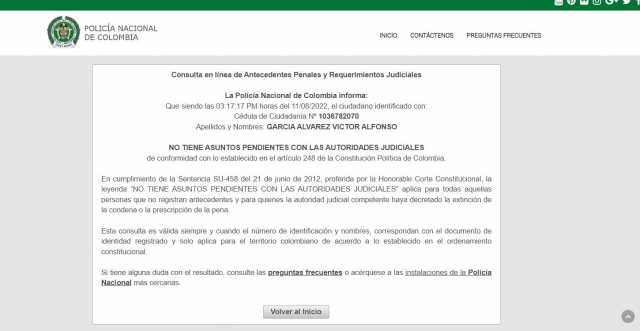 POLICÍA NACIONAL
DE COLOMBIA
INICIO CONTÁCTENOS PREGUNTAS FRECUENTES
Consulta en línea de Antecedentes Penales y Requerimientos Judiciales
La Policía Nacional de Colombia informa:
Que siendo las 03:17:17 PM horas del 11/08/2022, el ciudadano identificado con:
Cédula de Ciudadanía Nº 1036782070
Apellidos y Nombres: GARCIA ALVAREZ VICTOR ALFONSO
NO TIENE ASUNTOS PENDIENTES CON LAS AUTORIDADES JUDICIALES
de conformidad con lo establecido en el artículo 248 de la Constitución Política de Colombia.
En cumplimiento de la Sentencia SU-458 del 21 de junio de 2012, proferida por la Honorable Corte Constitucional, la
leyenda "NO TIENE ASUNTOS PENDIENTES CON LAS AUTORIDADES JUDICIALES" aplica para todas aquellas
personas que no registran antecedentes y para quienes la autoridad judicial competente haya decretado la extinción de
la condena o la prescripción de la pena.
Esta consulta es válida siempre y cuando el número de identificación y nombres, correspondan con el documento de
identidad registrado y solo aplica para el territorio colombiano de acuerdo a lo establecido en el ordenamiento
constitucional.
Si tiene alguna duda con el resultado, consulte las preguntas frecuentes o acérquese a las instalaciones de la Policía
Nacional más cercanas.
Volver al Inicio